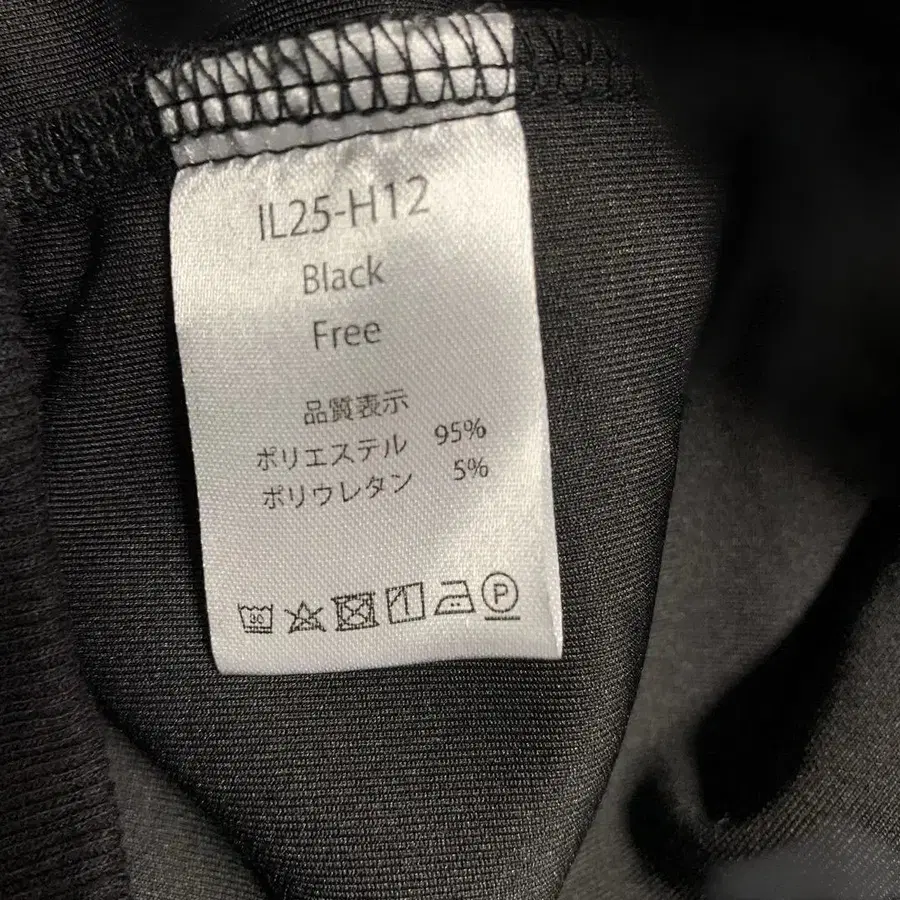 IL25-H12
Black
Free
品質表示
ポリエステル 95%
ポリウレタン 5%
30 P